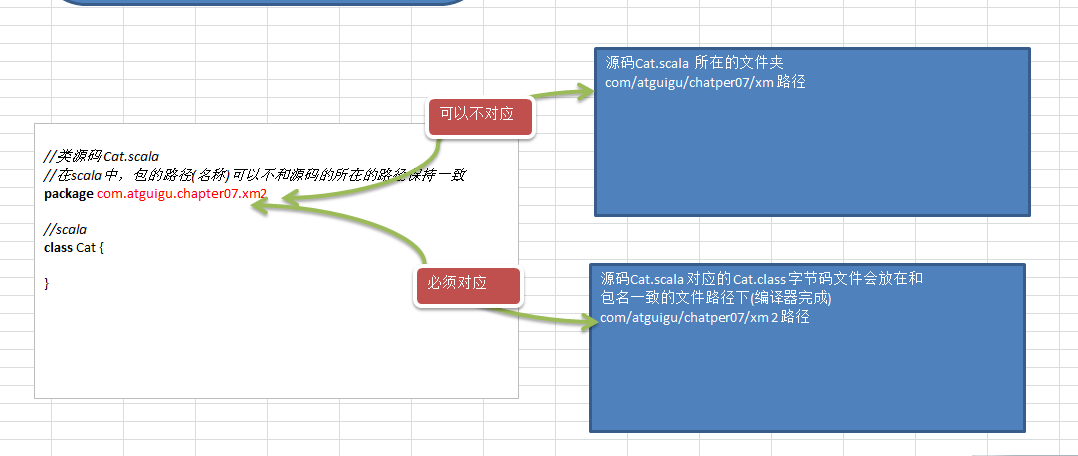 源码Cat.scala 所在的文件夹
com/atguigu/chatper07/xm 路径
可以不对应
//类源码Cat.scala
//在scala中，包的路径(名称)可以不和源码的所在的路径保持一致
package com.atguigu.chapter07.xm2
//scala
class Cat {
}
必须对应
源码Cat.scala 对应的Cat.class 字节码文件会放在和
包名一致的文件路径下(编译器完成)
com/atguigu/chatper07/xm2 路径